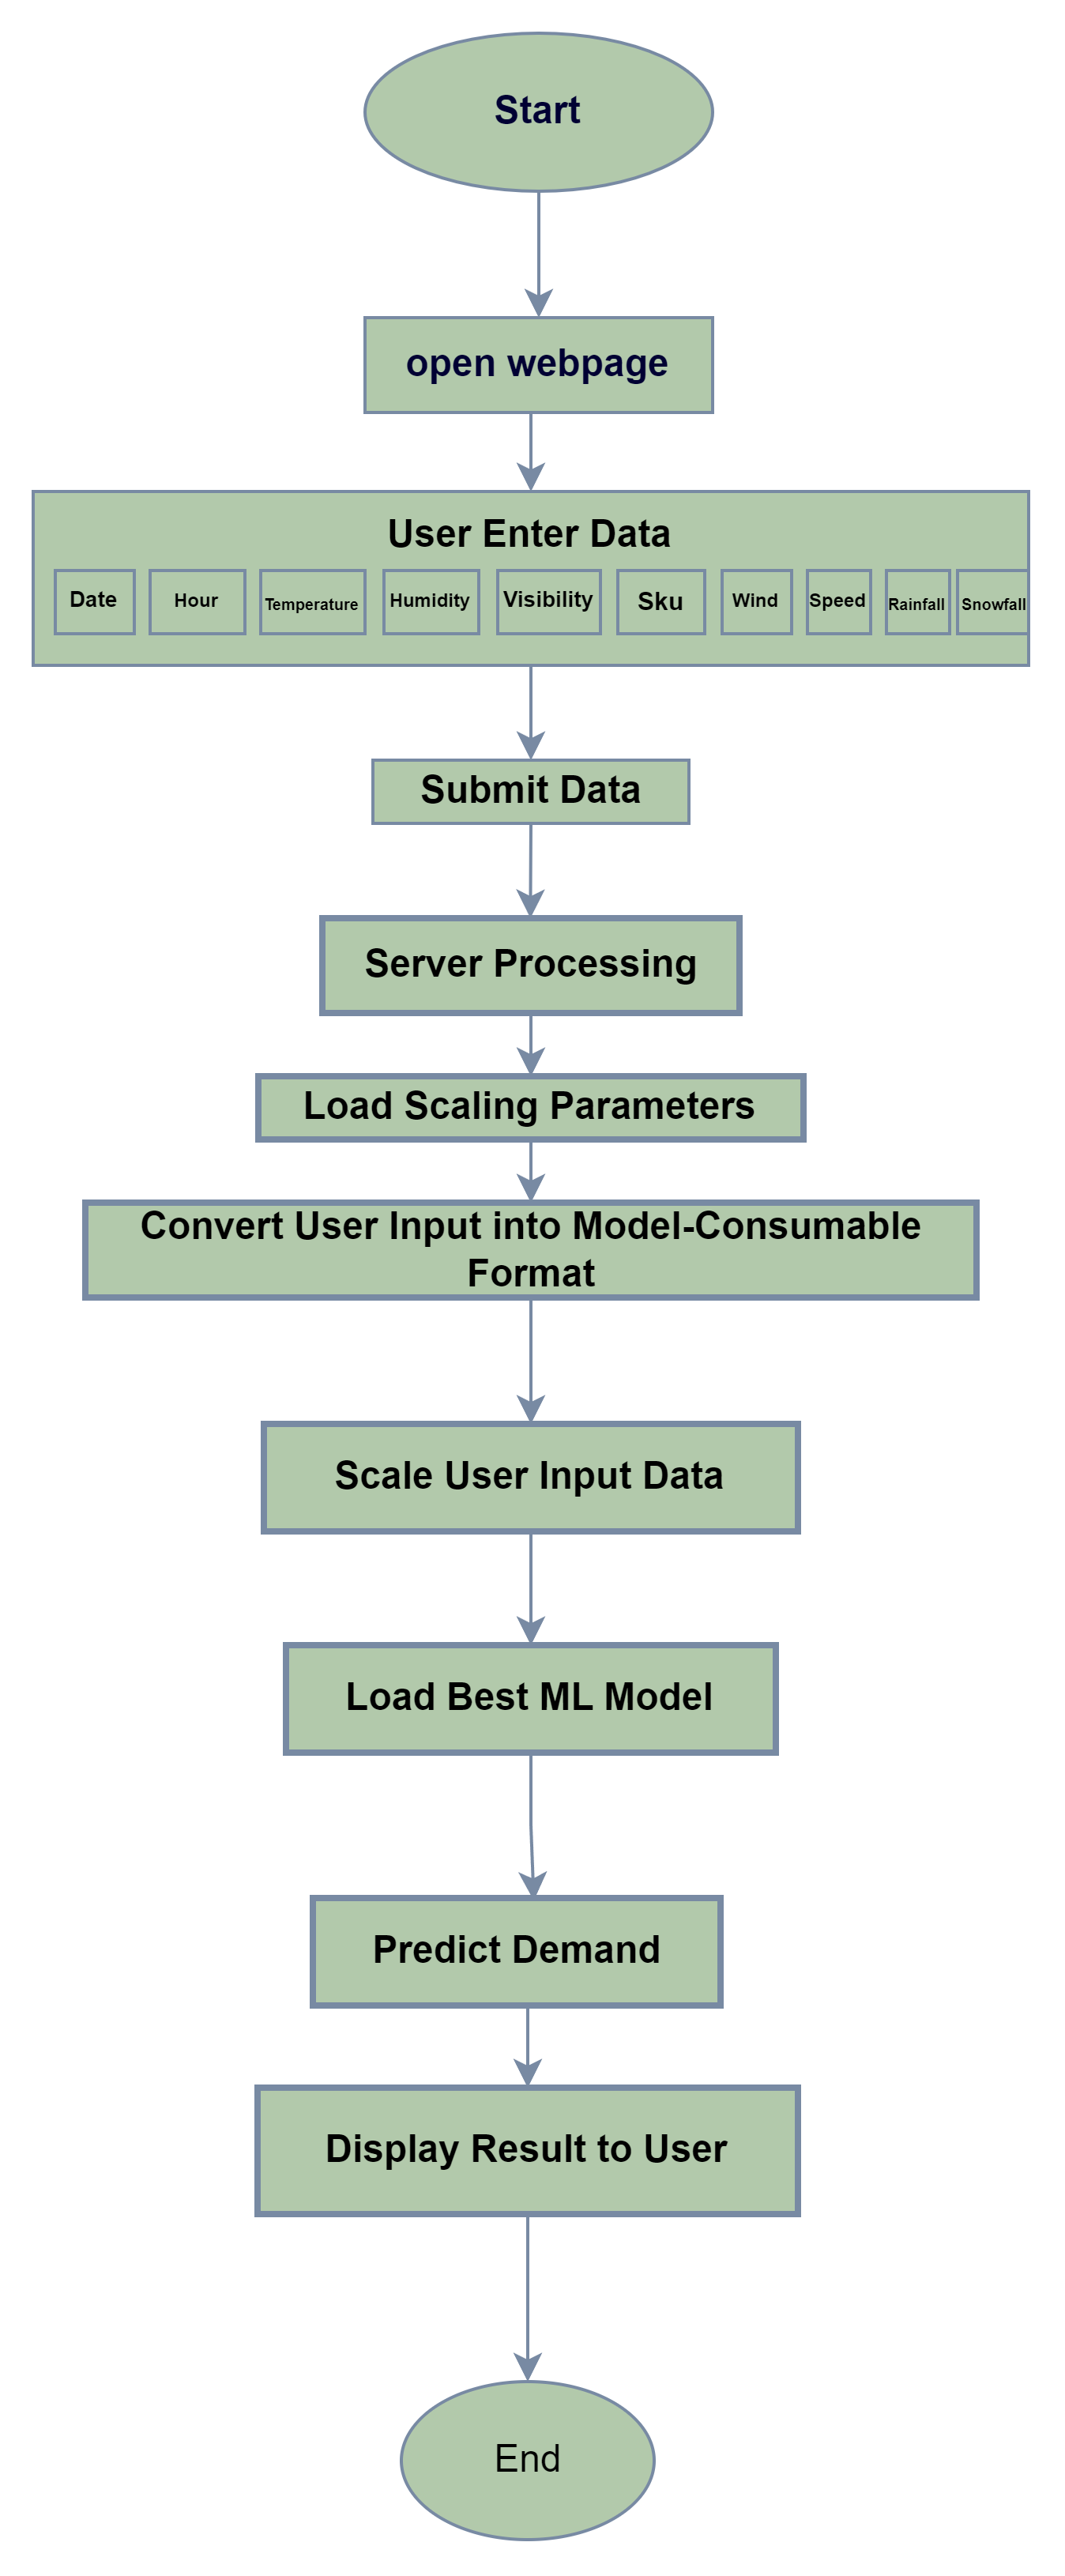 Start
open webpage
User Enter Data
Date
Hour
Temperature
Humidity
Visibility
Sku
Wind
Speed
Rainfall
Snowfall
Submit Data
Server Processing
Load Scaling Parameters
Convert User Input into Model-Consumable
Format
Scale User Input Data
Load Best ML Model
Predict Demand
Display Result to User
End